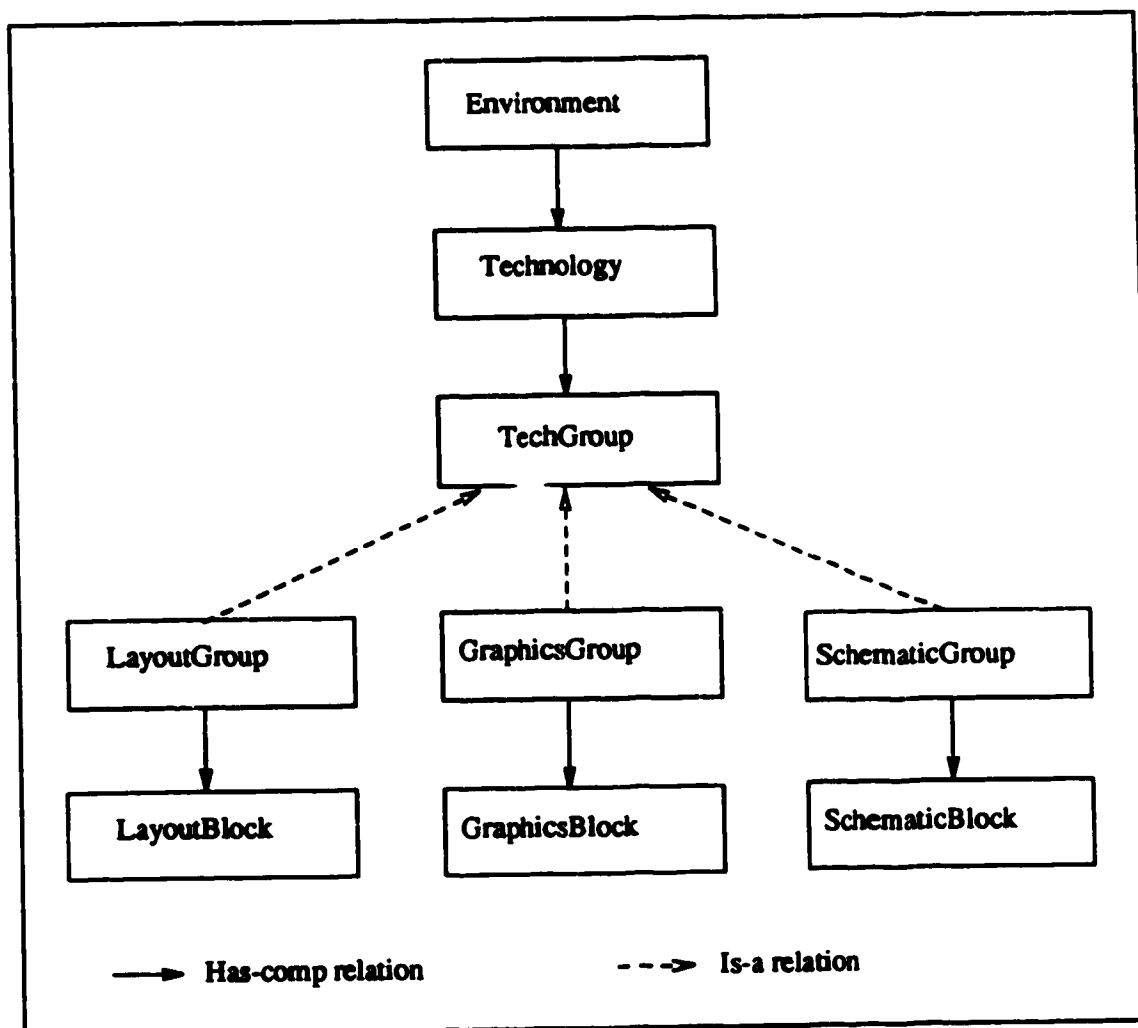 Environment
Technology
TechGroup
LayoutGroup
GraphicsGroup
SchematicGroup
LayoutBlock
GraphicsBlock
SchematicBlock
Has-comp relation
Is-a relation